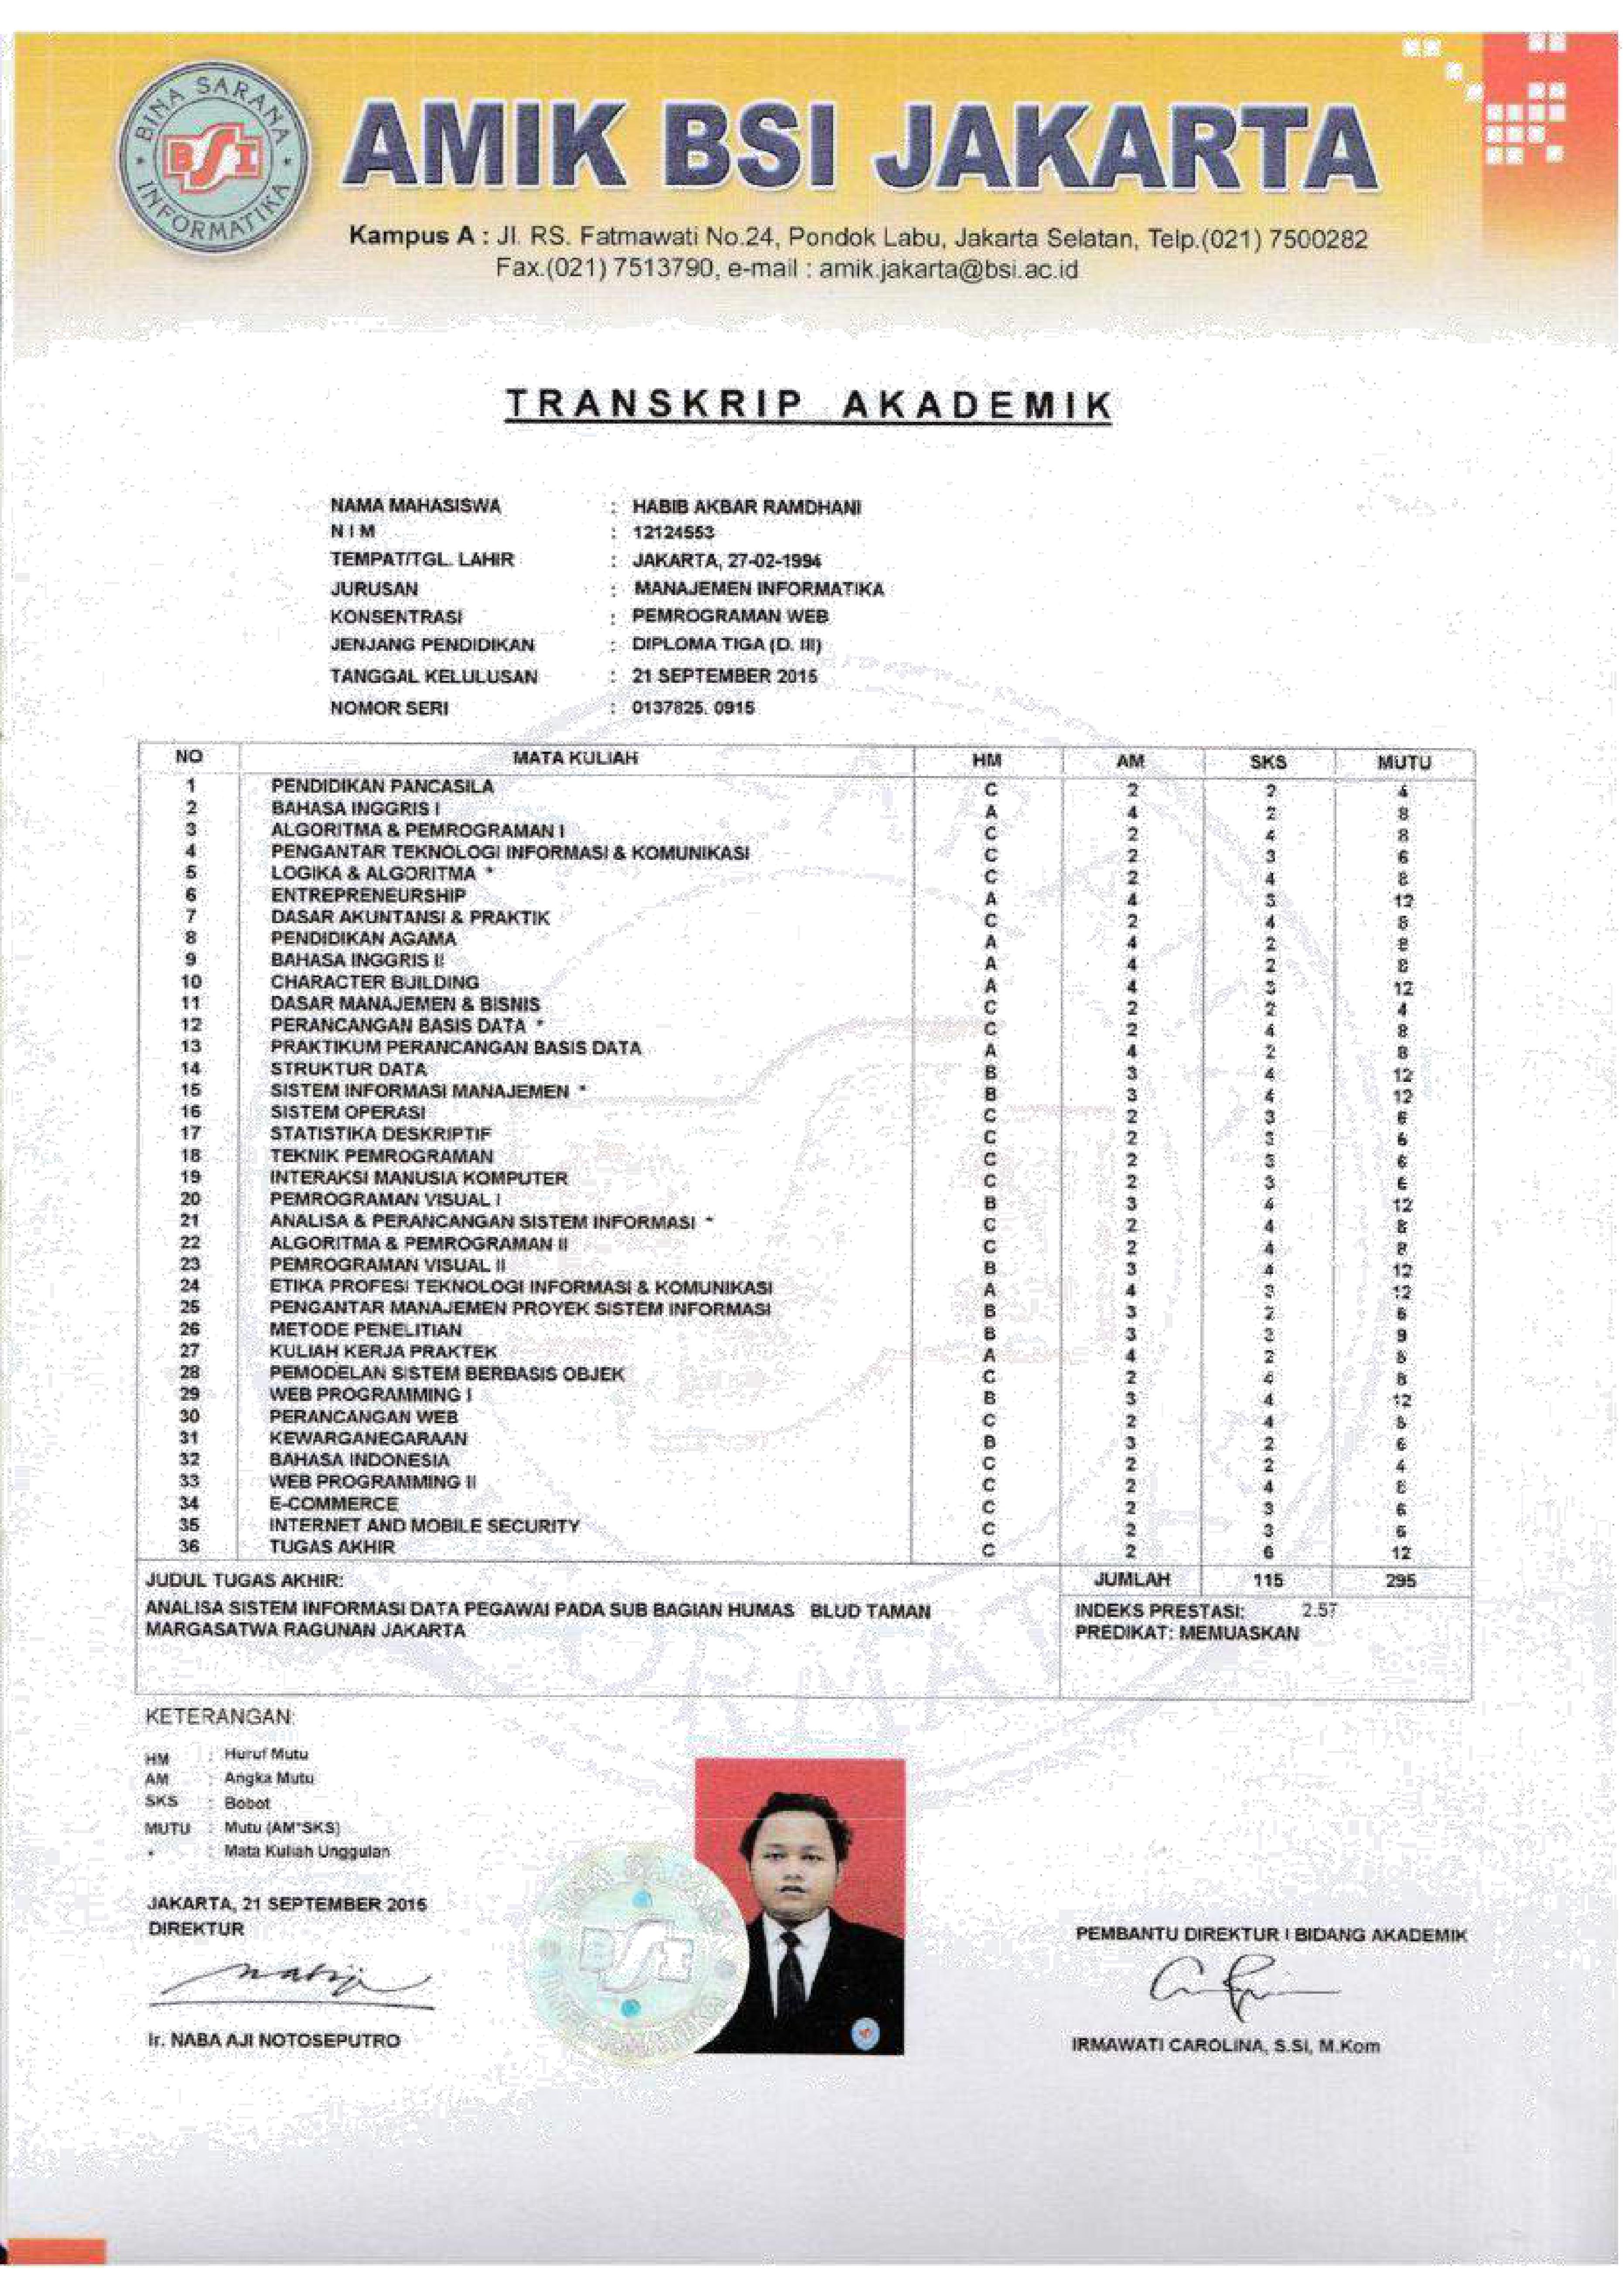 BINA SARANA
BSI
INFORMATIKA
AMIK BSI JAKARTA
Kampus A : Jl. RS. Fatmawati No.24, Pondok Labu, Jakarta Selatan, Telp.(021) 7500282
Fax.(021) 7513790, e-mail : amik.jakarta@bsi.ac.id
TRANSKRIP AKADEMIK
NAMA MAHASISWA : HABIB AKBAR RAMDHANI
N I M : 12124553
TEMPAT/TGL. LAHIR : JAKARTA, 27-02-1994
JURUSAN : MANAJEMEN INFORMATIKA
KONSENTRASI : PEMROGRAMAN WEB
JENJANG PENDIDIKAN : DIPLOMA TIGA (D. III)
TANGGAL KELULUSAN : 21 SEPTEMBER 2015
NOMOR SERI : 0137825. 0915
NO MATA KULIAH HM AM SKS MUTU
1 PENDIDIKAN PANCASILA C 2 2 4
2 BAHASA INGGRIS I A 4 2 8
3 ALGORITMA & PEMROGRAMAN I C 2 4 8
4 PENGANTAR TEKNOLOGI INFORMASI & KOMUNIKASI C 2 3 6
5 LOGIKA & ALGORITMA * C 2 4 8
6 ENTREPRENEURSHIP A 4 3 12
7 DASAR AKUNTANSI & PRAKTIK C 2 4 8
8 PENDIDIKAN AGAMA A 4 2 8
9 BAHASA INGGRIS II A 4 2 8
10 CHARACTER BUILDING A 4 3 12
11 DASAR MANAJEMEN & BISNIS C 2 2 4
12 PERANCANGAN BASIS DATA * C 2 4 8
13 PRAKTIKUM PERANCANGAN BASIS DATA A 4 2 8
14 STRUKTUR DATA B 3 4 12
15 SISTEM INFORMASI MANAJEMEN * B 3 4 12
16 SISTEM OPERASI C 2 3 6
17 STATISTIKA DESKRIPTIF C 2 3 6
18 TEKNIK PEMROGRAMAN C 2 3 6
19 INTERAKSI MANUSIA KOMPUTER C 2 3 6
20 PEMROGRAMAN VISUAL I B 3 4 12
21 ANALISA & PERANCANGAN SISTEM INFORMASI * C 2 4 8
22 ALGORITMA & PEMROGRAMAN II C 2 4 8
23 PEMROGRAMAN VISUAL II B 3 4 12
24 ETIKA PROFESI TEKNOLOGI INFORMASI & KOMUNIKASI A 4 3 12
25 PENGANTAR MANAJEMEN PROYEK SISTEM INFORMASI B 3 2 6
26 METODE PENELITIAN B 3 3 9
27 KULIAH KERJA PRAKTEK A 4 2 8
28 PEMODELAN SISTEM BERBASIS OBJEK C 2 4 8
29 WEB PROGRAMMING I B 3 4 12
30 PERANCANGAN WEB C 2 4 8
31 KEWARGANEGARAAN B 3 2 6
32 BAHASA INDONESIA C 2 2 4
33 WEB PROGRAMMING II C 2 4 8
34 E-COMMERCE C 2 3 6
35 INTERNET AND MOBILE SECURITY C 2 3 6
36 TUGAS AKHIR C 2 6 12
JUDUL TUGAS AKHIR: JUMLAH 115 295
ANALISA SISTEM INFORMASI DATA PEGAWAI PADA SUB BAGIAN HUMAS BLUD TAMAN INDEKS PRESTASI: 2.57
MARGASATWA RAGUNAN JAKARTA PREDIKAT: MEMUASKAN
KETERANGAN:
HM : Huruf Mutu
AM : Angka Mutu
SKS : Bobot
MUTU : Mutu (AM*SKS)
* : Mata Kuliah Unggulan
JAKARTA, 21 SEPTEMBER 2015
DIREKTUR
PEMBANTU DIREKTUR I BIDANG AKADEMIK
BSI
Ir. NABA AJI NOTOSEPUTRO
IRMAWATI CAROLINA, S.SI, M.Kom